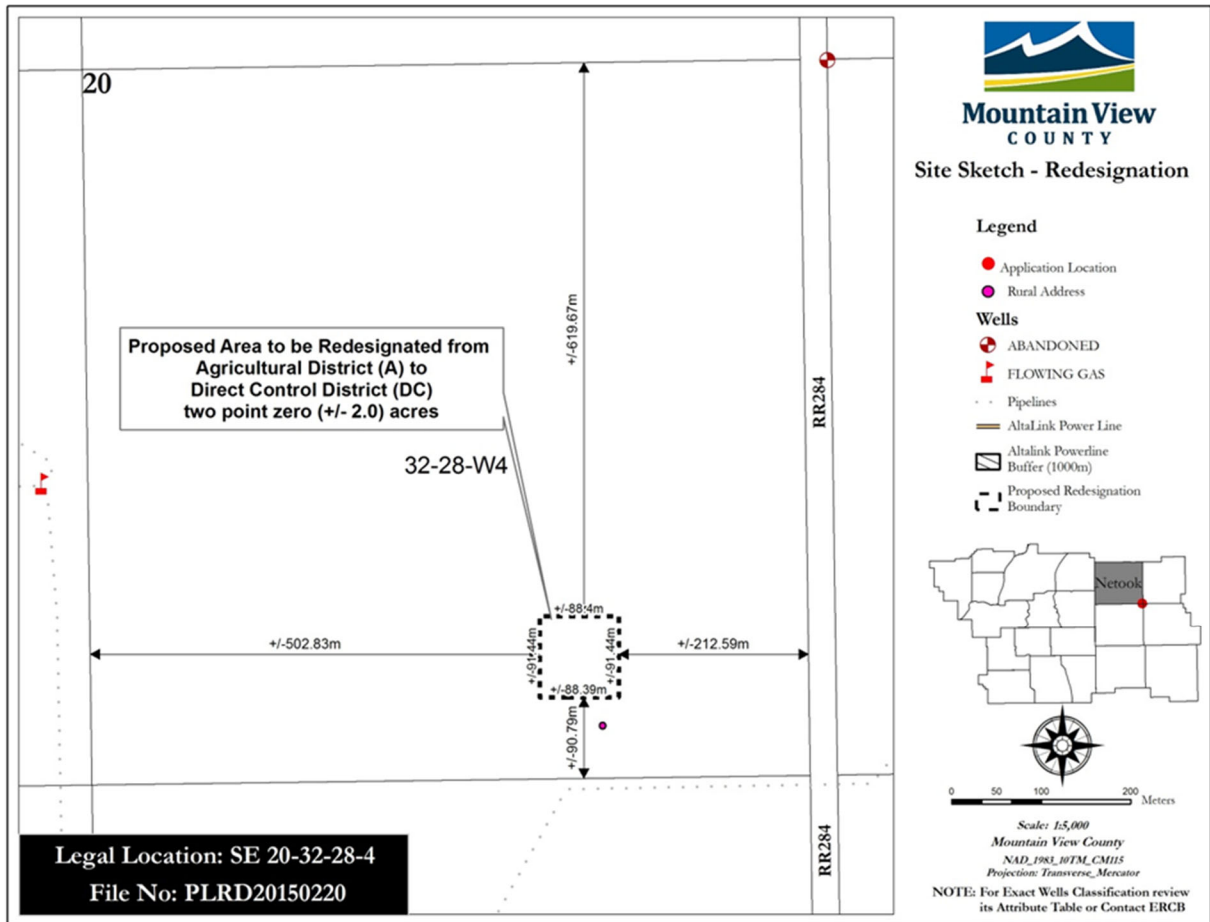 20
+/-619.67m
RR284
Proposed Area to be Redesignated from
Agricultural District (A) to
Direct Control District (DC)
two point zero (+/- 2.0) acres
32-28-W4
+/-88.4m
+/-502.83m
+/-91.44m
+/-91.44m
+/-212.59m
+/-88.39m
+/-90.79m
RR284
Legal Location: SE 20-32-28-4
File No: PLRD20150220
Mountain View
COUNTY
Site Sketch - Redesignation
Legend
Application Location
Rural Address
Wells
ABANDONED
FLOWING GAS
Pipelines
AltaLink Power Line
Altalink Powerline
Buffer (1000m)
Proposed Redesignation
Boundary
Netook
0 50 100 200
Meters
Scale: 1:5,000
Mountain View County
NAD_1983_10TM_CM115
Projection: Transverse_Mercator
NOTE: For Exact Wells Classification review
its Attribute Table or Contact ERCB